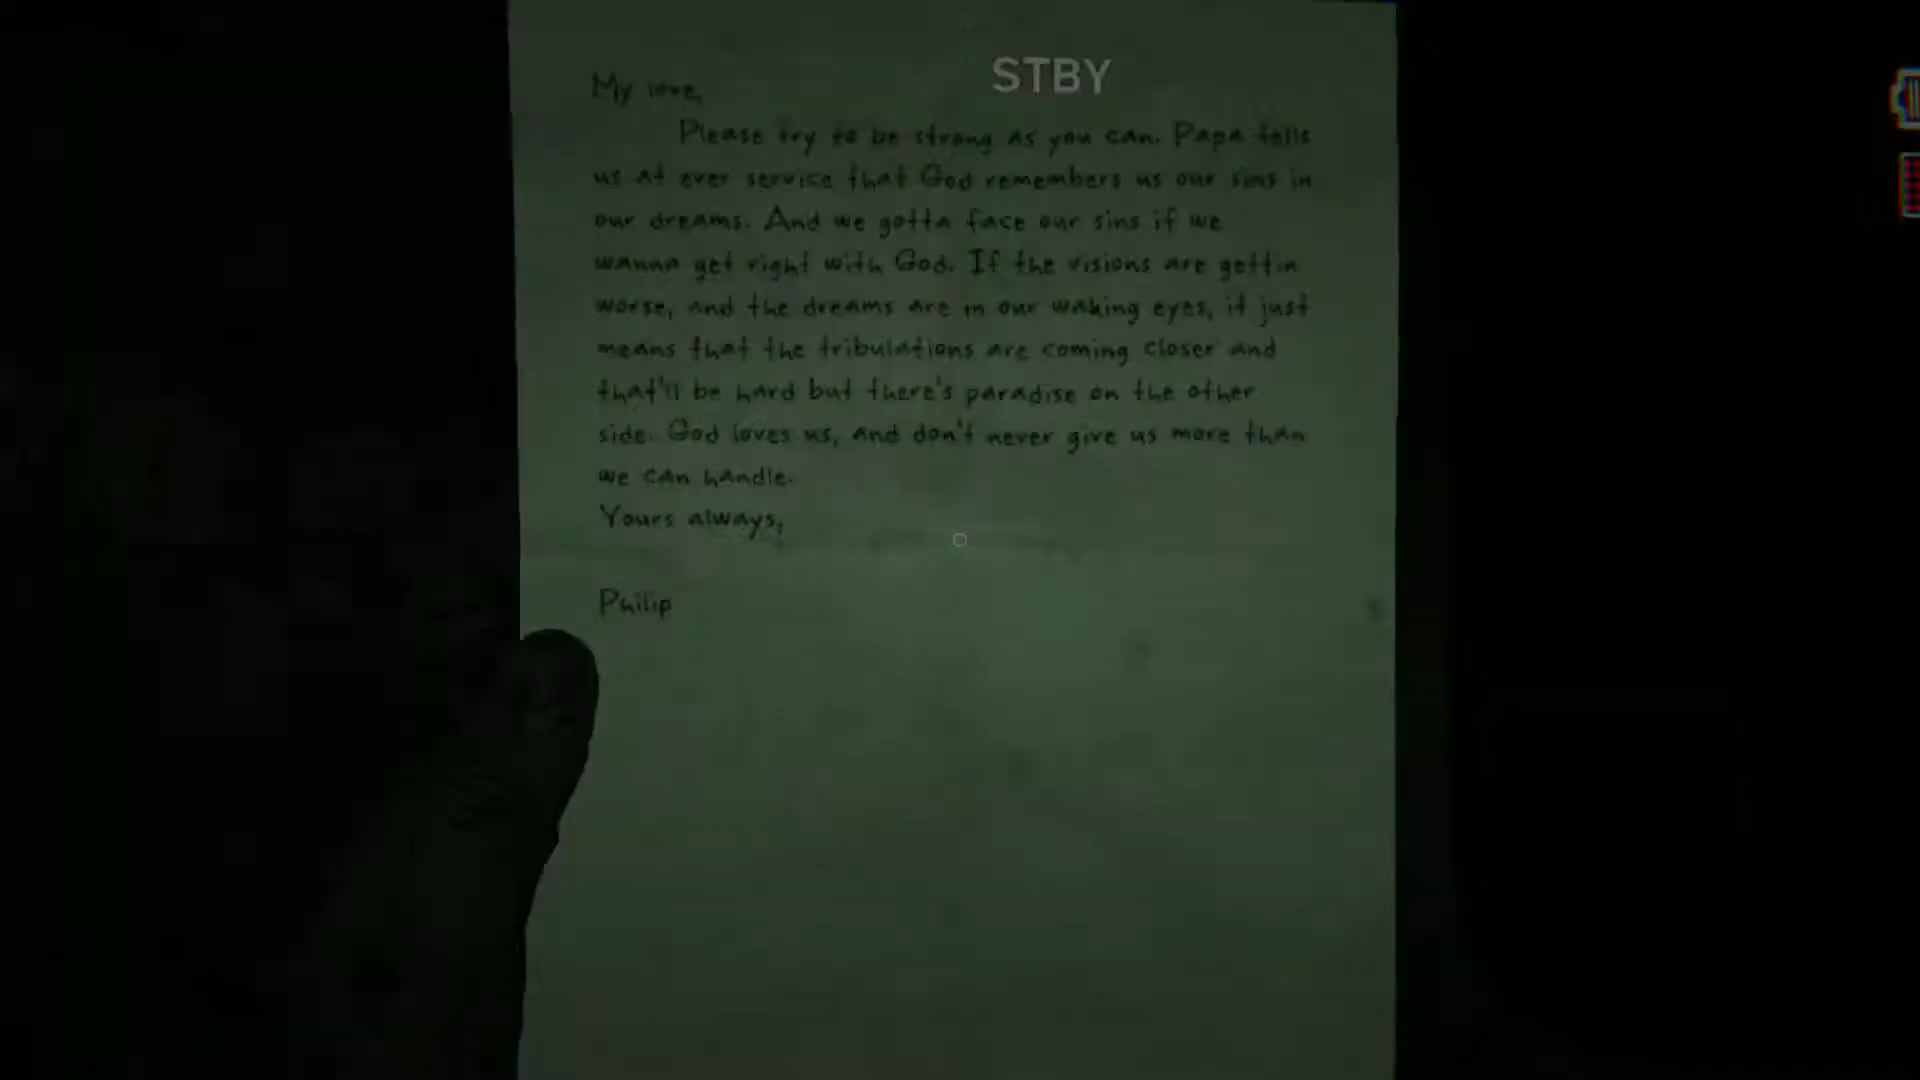 STBY
My love,
Please try to be strong as you can. Papa tells
us at ever service that God remembers us our sins in
our dreams. And we gotta face our sins if we
wanna get right with God. If the visions are gettin
worse, and the dreams are in our waking eyes, it just
means that the tribulations are coming closer and
that'll be hard but there's paradise on the other
side. God loves us, and don't never give us more than
we can handle.
Yours always,
Philip